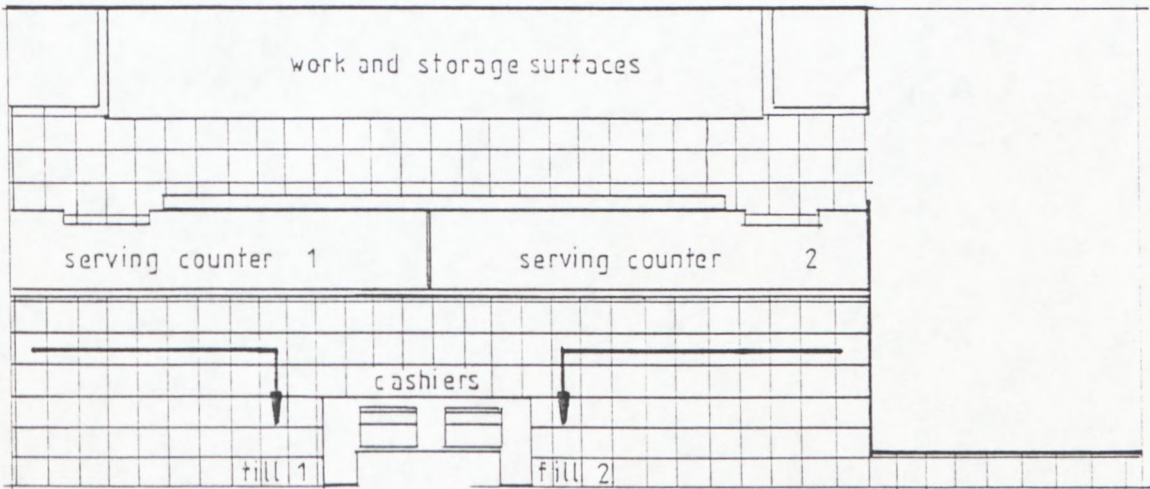 work and storage surfaces
serving counter 1
serving counter 2
cashiers
till 1
till 2